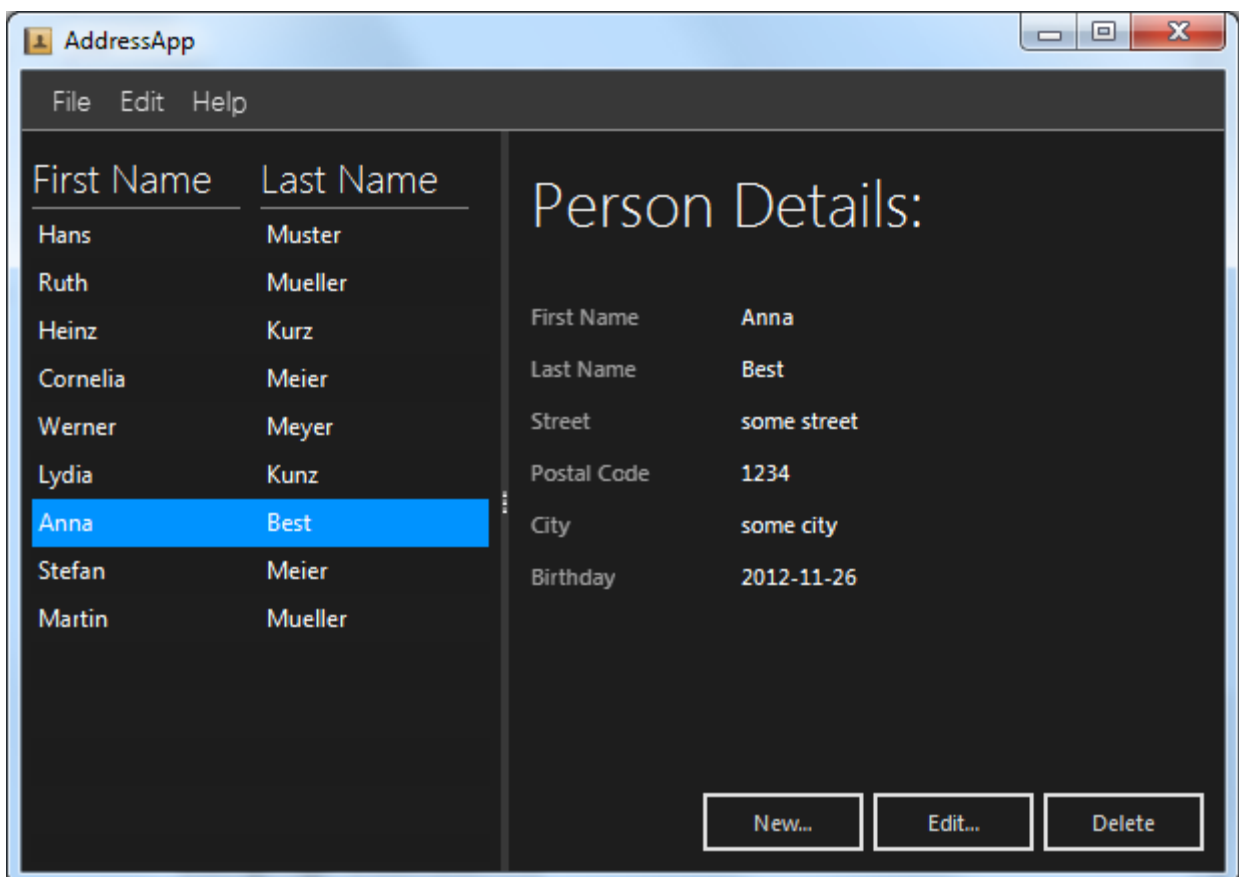 AddressApp
File Edit Help
First Name Last Name
Hans Muster
Ruth Mueller
Heinz Kurz
Cornelia Meier
Werner Meyer
Lydia Kunz
Anna Best
Stefan Meier
Martin Mueller
Person Details:
First Name Anna
Last Name Best
Street some street
Postal Code 1234
City some city
Birthday 2012-11-26
New... Edit... Delete